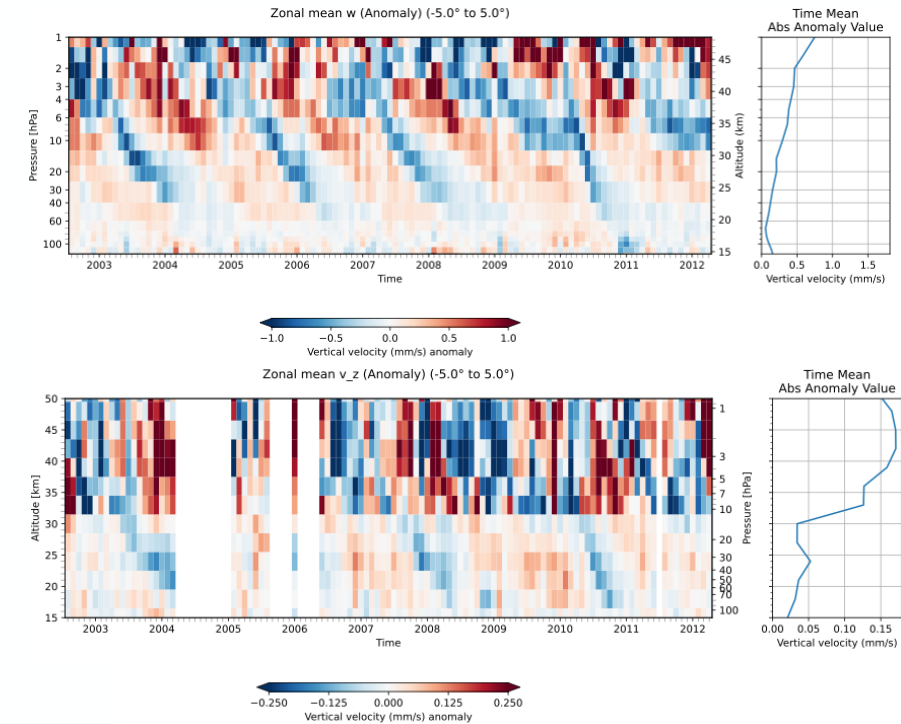 Zonal mean w (Anomaly) (-5.0° to 5.0°)
Time Mean
Abs Anomaly Value
1
2
3
4
6
10
20
30
40
60
100
Pressure [hPa]
45
40
35
30
25
20
15
Altitude (km)
2003 2004 2005 2006 2007 2008 2009 2010 2011 2012
Time
0.0 0.5 1.0 1.5
Vertical velocity (mm/s)
−1.0 −0.5 0.0 0.5 1.0
Vertical velocity (mm/s) anomaly
Zonal mean v_z (Anomaly) (-5.0° to 5.0°)
Time Mean
Abs Anomaly Value
50
45
40
35
30
25
20
15
Altitude [km]
1
3
5
7
10
20
30
40
50
60
70
100
Pressure [hPa]
2003 2004 2005 2006 2007 2008 2009 2010 2011 2012
Time
0.00 0.05 0.10 0.15
Vertical velocity (mm/s)
−0.250 −0.125 0.000 0.125 0.250
Vertical velocity (mm/s) anomaly